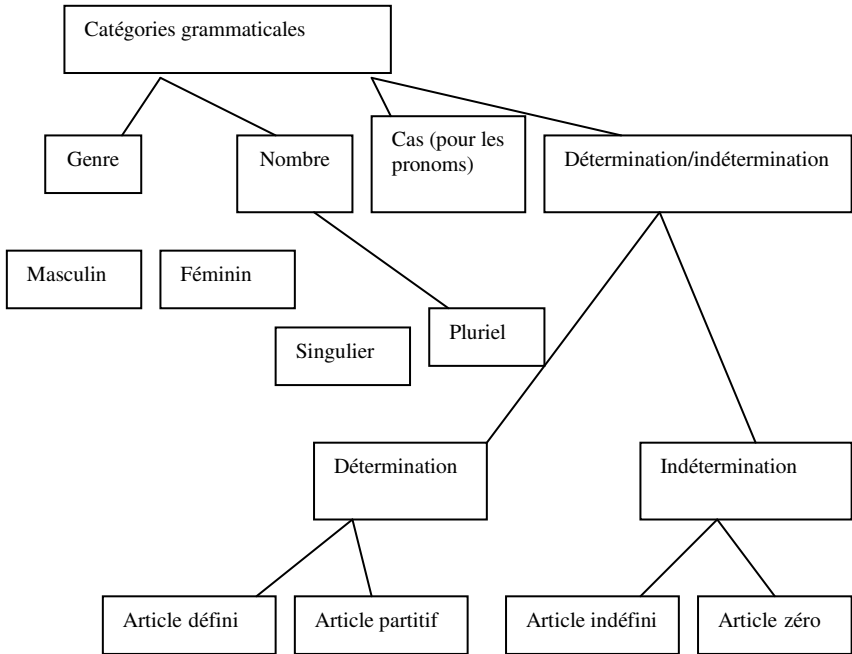 Catégories grammaticales
Genre
Nombre
Cas (pour les
pronoms)
Détermination/indétermination
Masculin
Féminin
Singulier
Pluriel
Détermination
Indétermination
Article défini
Article partitif
Article indéfini
Article zéro